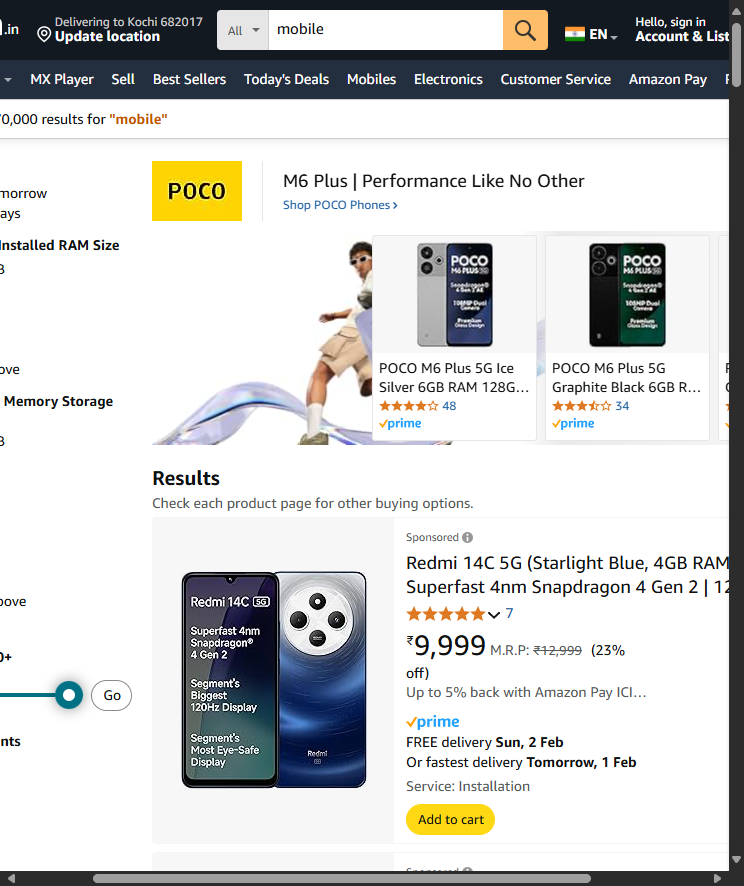 .in
Delivering to Kochi 682017
Update location
All
mobile
EN
Hello, sign in
Account & List
MX Player
Sell
Best Sellers
Today's Deals
Mobiles
Electronics
Customer Service
Amazon Pay
70,000 results for "mobile"
morrow
ays
Installed RAM Size
ove
Memory Storage
bove
0+
Go
nts
POCO
M6 Plus | Performance Like No Other
Shop POCO Phones ›
POCO
M6 PLUS 5G
Snapdragon®
4 Gen 2 AE
108MP Dual
Camera
Premium
Glass Design
POCO M6 Plus 5G Ice
Silver 6GB RAM 128G...
48
prime
POCO
M6 PLUS 5G
Snapdragon®
4 Gen 2 AE
108MP Dual
Camera
Premium
Glass Design
POCO M6 Plus 5G
Graphite Black 6GB R...
34
prime
Results
Check each product page for other buying options.
Redmi 14C 5G
Superfast 4nm
Snapdragon®
4 Gen 2
Segment's
Biggest
120Hz Display
Segment's
Most Eye-Safe
Display
Redmi
5G
Sponsored
Redmi 14C 5G (Starlight Blue, 4GB RAM
Superfast 4nm Snapdragon 4 Gen 2 | 12
7
₹9,999 M.R.P: ₹12,999 (23%
off)
Up to 5% back with Amazon Pay ICI...
prime
FREE delivery Sun, 2 Feb
Or fastest delivery Tomorrow, 1 Feb
Service: Installation
Add to cart
Sponsored